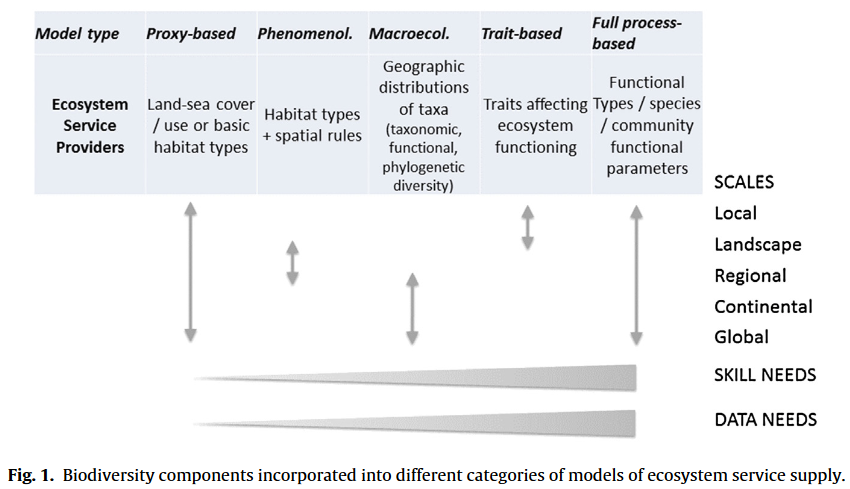 Model type Proxy-based Phenomenol. Macroecol. Trait-based Full process-
based
Ecosystem
Service
Providers
Land-sea cover
/ use or basic
habitat types
Habitat types
+ spatial rules
Geographic
distributions
of taxa
(taxonomic,
functional,
phylogenetic
diversity)
Traits affecting
ecosystem
functioning
Functional
Types / species
/ community
functional
parameters
SCALES
Local
Landscape
Regional
Continental
Global
SKILL NEEDS
DATA NEEDS
Fig. 1. Biodiversity components incorporated into different categories of models of ecosystem service supply.